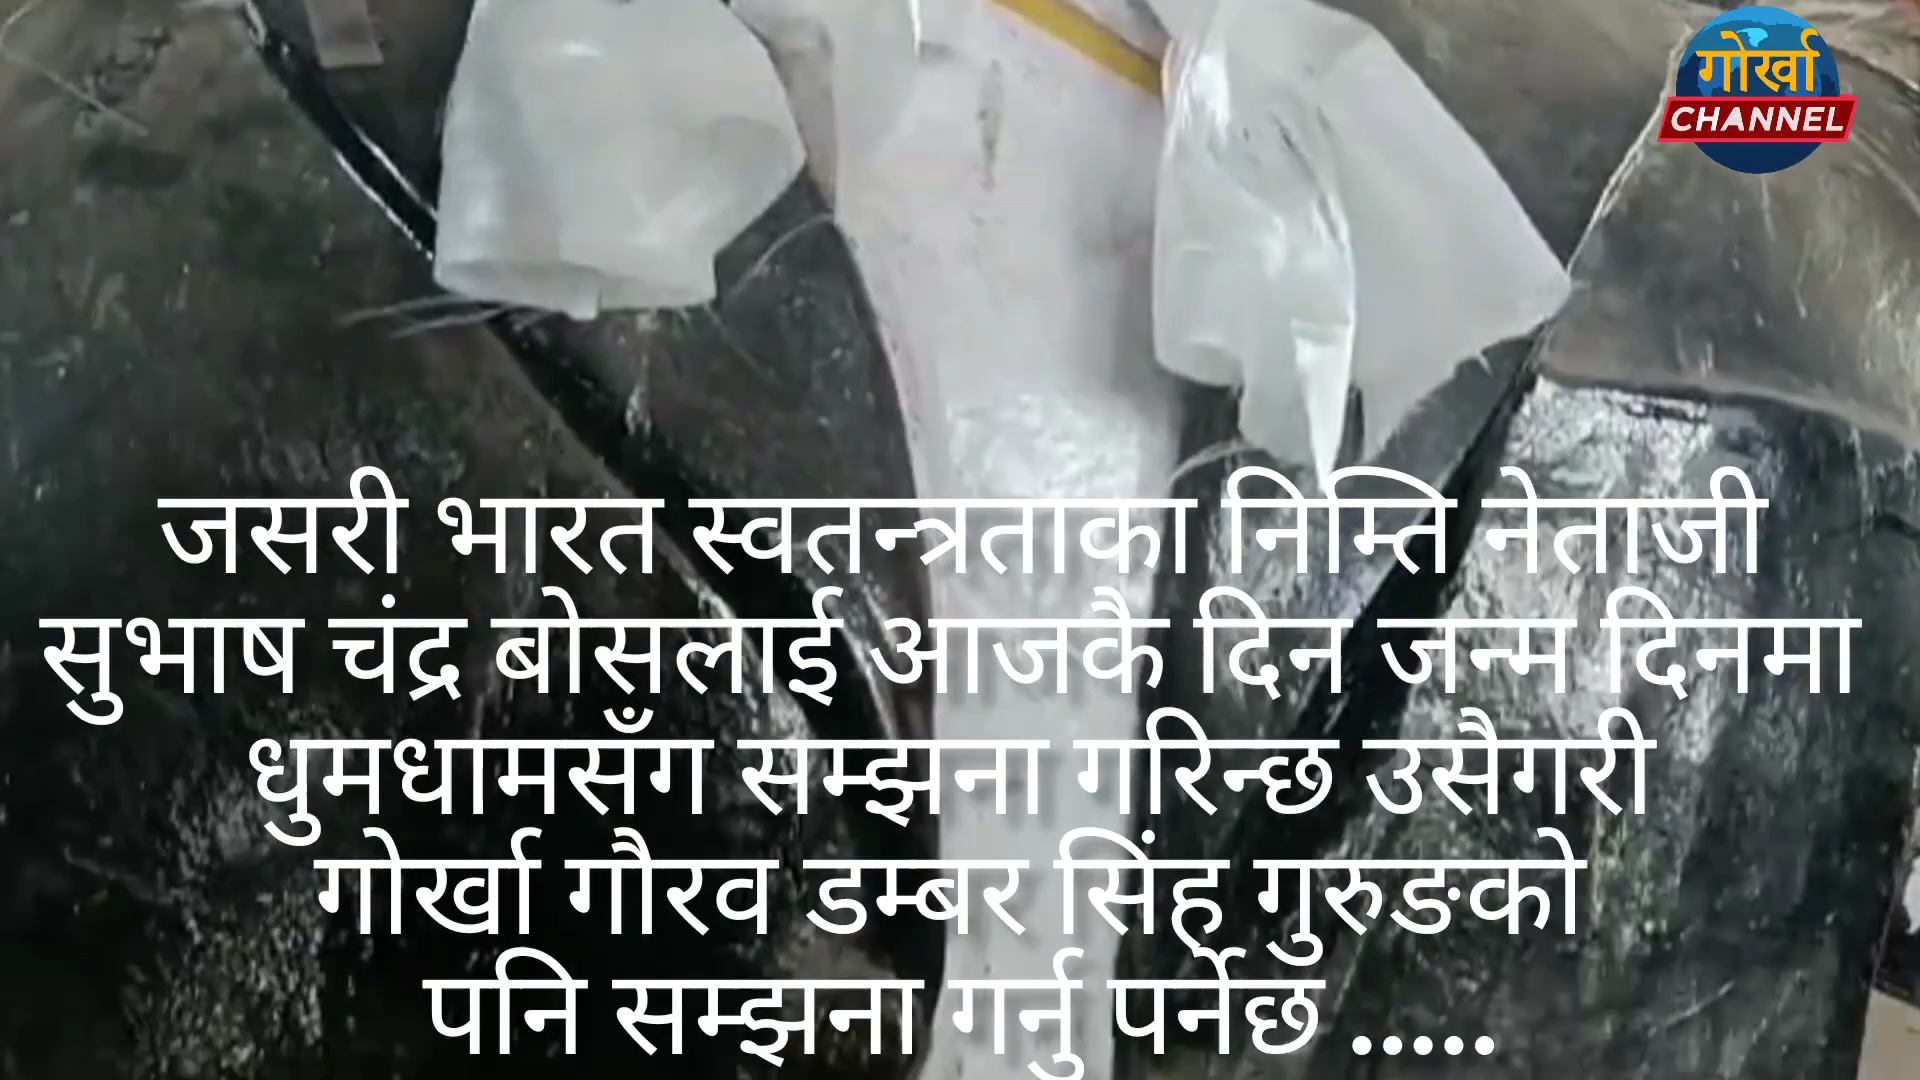 गोर्खा
CHANNEL
जसरी भारत स्वतन्त्रताका निम्ति नेताजी
सुभाष चंद्र बोसलाई आजकै दिन जन्म दिनमा
धुमधामसँग सम्झना गरिन्छ उसैगरी
गोर्खा गौरव डम्बर सिंह गुरुङको
पनि सम्झना गर्नु पर्नेछ .....